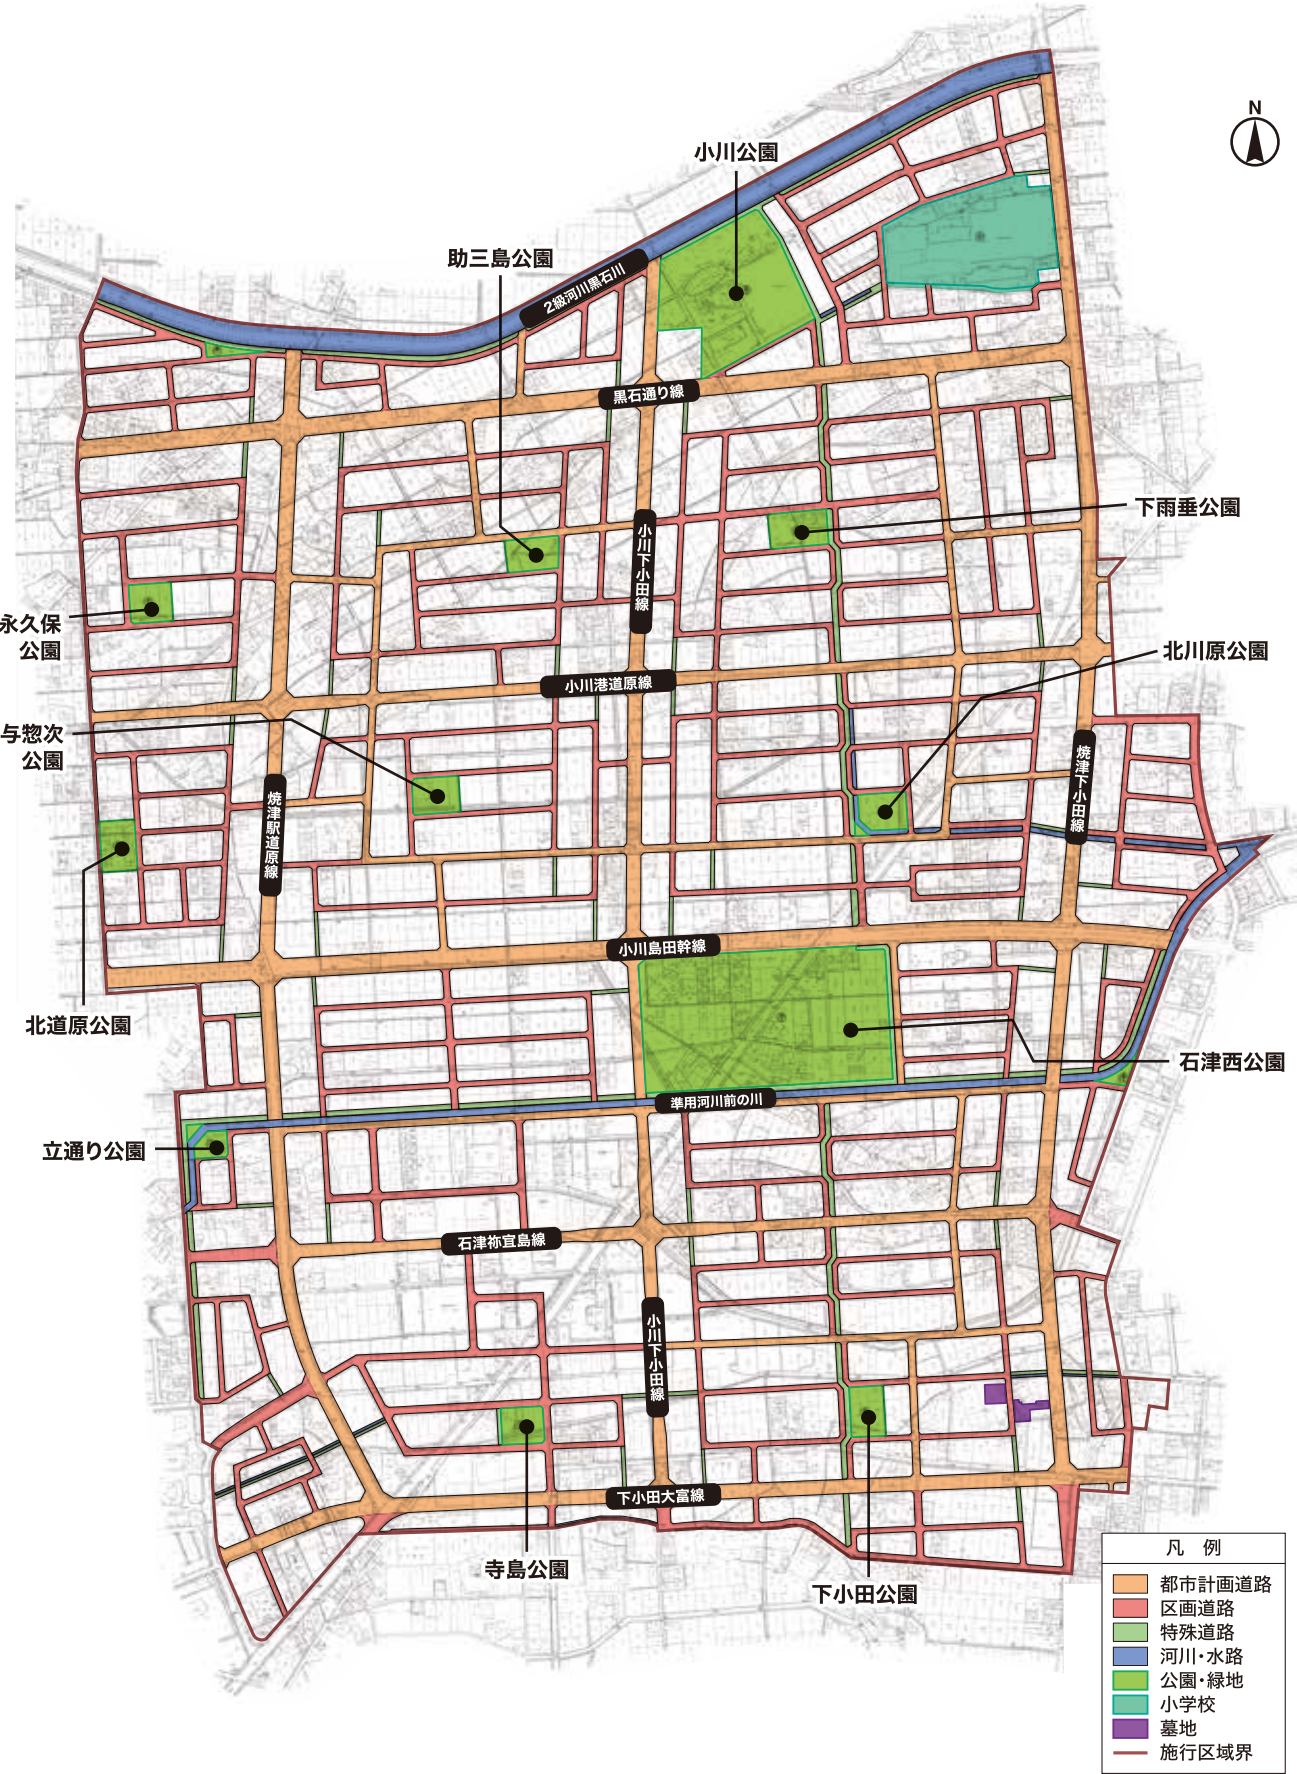 N
小川公園
助三島公園
2級河川黒石川
黒石通り線
下雨垂公園
小川下小田線
永久保
公園
北川原公園
小川港道原線
与惣次
公園
焼津下小田線
焼津駅道原線
小川島田幹線
北道原公園
石津西公園
準用河川前の川
立通り公園
石津祢宜島線
小川下小田線
下小田大富線
寺島公園
下小田公園
凡 例
都市計画道路
区画道路
特殊道路
河川・水路
公園・緑地
小学校
墓地
施行区域界